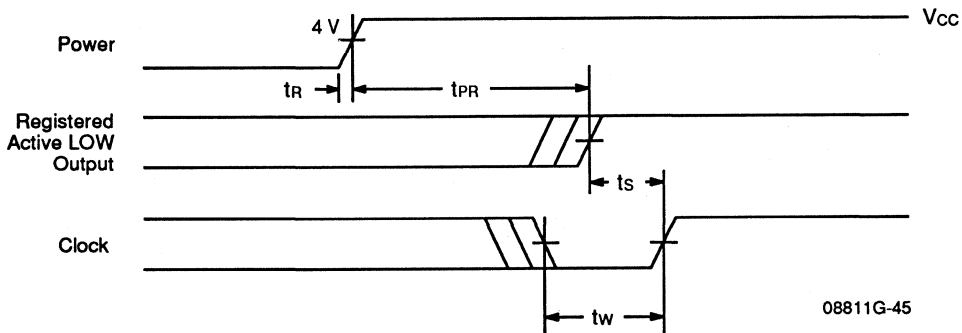 VCC
4 V
Power
tR
tPR
Registered
Active LOW
Output
tS
Clock
tW
08811G-45